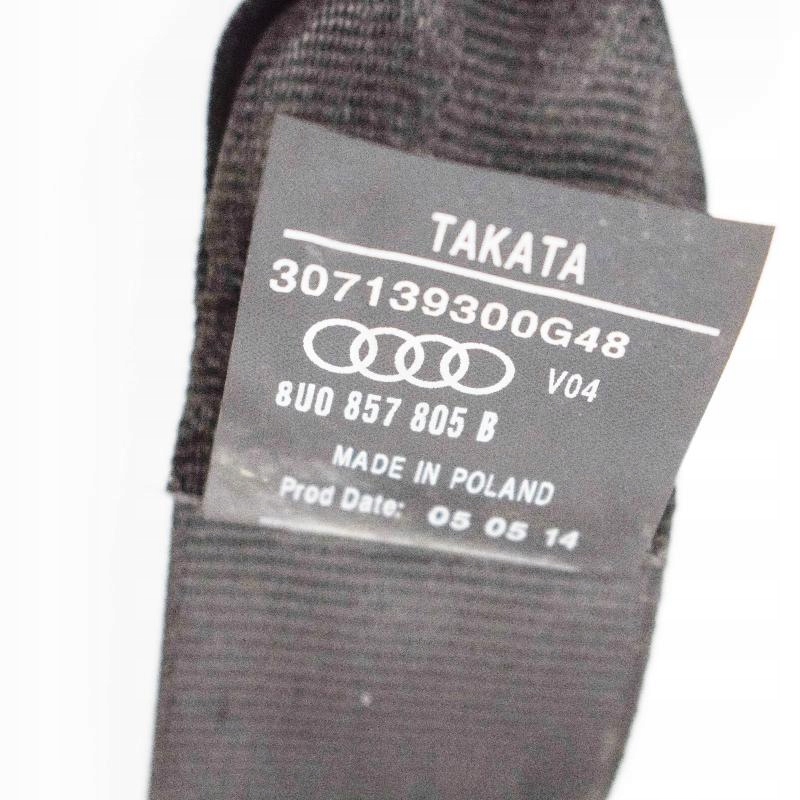 TAKATA
307139300G48
V04
8U0 857 805 B
MADE IN POLAND
Prod Date: 05 05 14